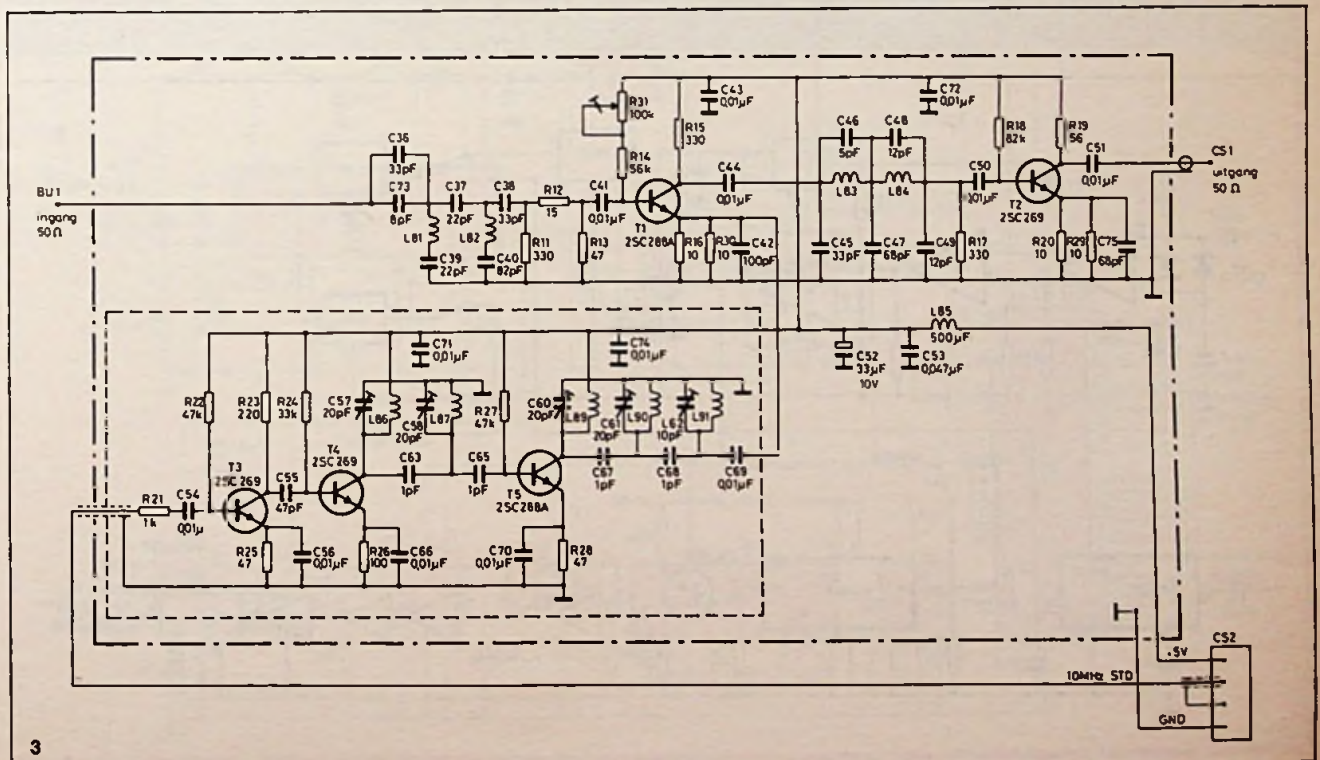 BU1
ingang
50Ω
C36
33pF
C73
8pF
L81
C39
22pF
C37
22pF
L82
C40
82pF
C38
33pF
R11
330
R12
15
R13
47
C41
0,01µF
R31
100k
R14
56k
R15
330
C43
0,01µF
T1
2SC288A
C44
0,01µF
R16
10
R30
10
C42
100pF
C46
5pF
C48
12pF
L83
L84
C45
33pF
C47
68pF
C49
12pF
R17
330
C50
C72
0,01µF
R18
82k
R19
56
T2
2SC269
C51
0,01µF
R20
10
R29
10
C75
68pF
CS1
uitgang
50Ω
R22
47k
R23
220
R24
33k
C57
20pF
C71
0,01µF
L86
C58
20pF
L87
R27
47k
C74
0,01µF
C60
20pF
L89
C61
20pF
L90
L62
10pF
L91
C52
33µF
10V
C53
0,047µF
L85
500µF
R21
1k
C54
0,01µ
T3
2SC269
C55
47pF
T4
2SC269
C63
1pF
C65
1pF
T5
2SC288A
C67
1pF
C68
1pF
C69
0,01µF
R25
47
C56
0,01µF
R26
100
C66
0,01µF
C70
0,01µF
R28
47
CS2
.5V
10MHz STD
GND
3